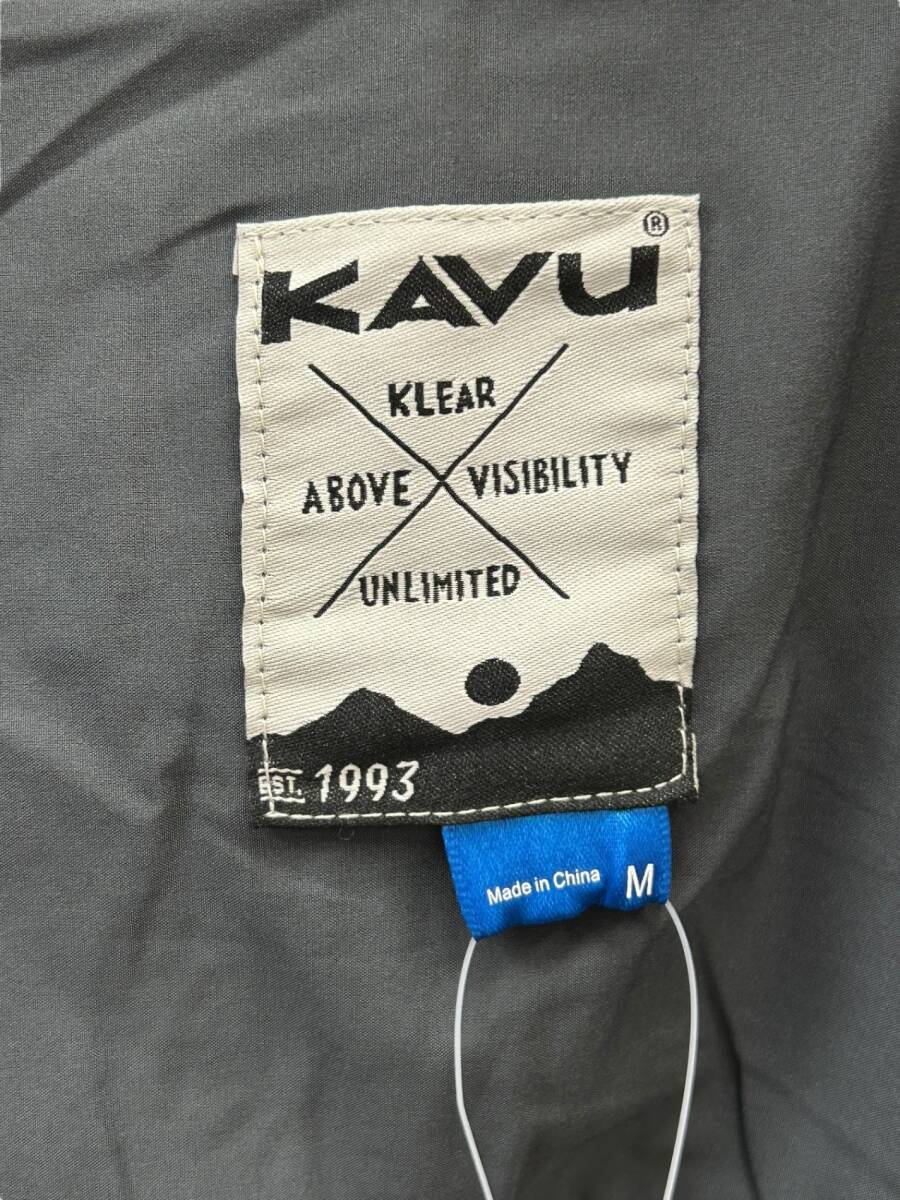 KAVU®
KLEAR
ABOVE VISIBILITY
UNLIMITED
EST. 1993
Made in China M